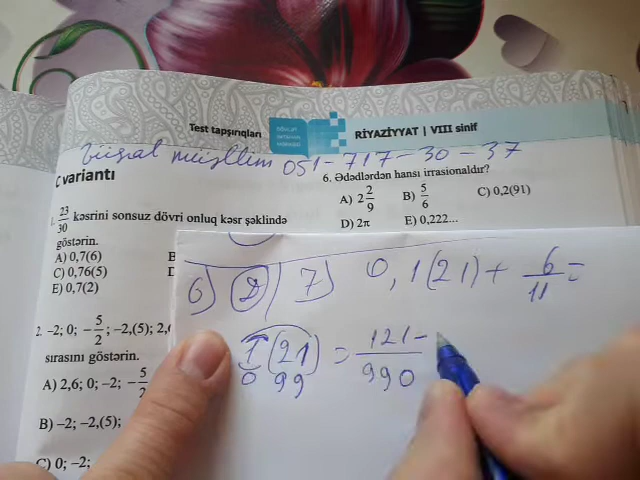 Test tapşırıqları
RİYAZİYYAT | VIII sinif
müəllim 051-717-30-37
C variantı
1. 23/30 kəsrini sonsuz dövri onluq kəsr şəklində
göstərin.
A) 0,7(6)
C) 0,76(5)
E) 0,7(2)
2. -2; 0; -5/2; -2,(5); 2,(
sırasını göstərin.
A) 2,6; 0; -2; -5/2
B) -2; -2,(5);
C) 0; -2;
6. Ədədlərdən hansı irrasionaldır?
A) 2 2/9 B) 5/6 C) 0,2(91)
D) 2π E) 0,222...
6) D 7) 0,1(21) + 6/11 =
1(21) = 121-/990
0 99